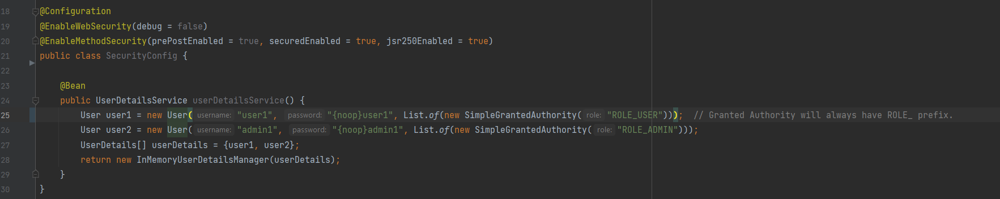 18 @Configuration
19 @EnableWebSecurity(debug = false)
20 @EnableMethodSecurity(prePostEnabled = true, securedEnabled = true, jsr250Enabled = true)
21 public class SecurityConfig {
22
23 @Bean
24 public UserDetailsService userDetailsService() {
25 User user1 = new User( username: "user1", password: "{noop}user1", List.of(new SimpleGrantedAuthority( role: "ROLE_USER"))); // Granted Authority will always have ROLE_ prefix.
26 User user2 = new User( username: "admin1", password: "{noop}admin1", List.of(new SimpleGrantedAuthority( role: "ROLE_ADMIN")));
27 UserDetails[] userDetails = {user1, user2};
28 return new InMemoryUserDetailsManager(userDetails);
29 }
30 }